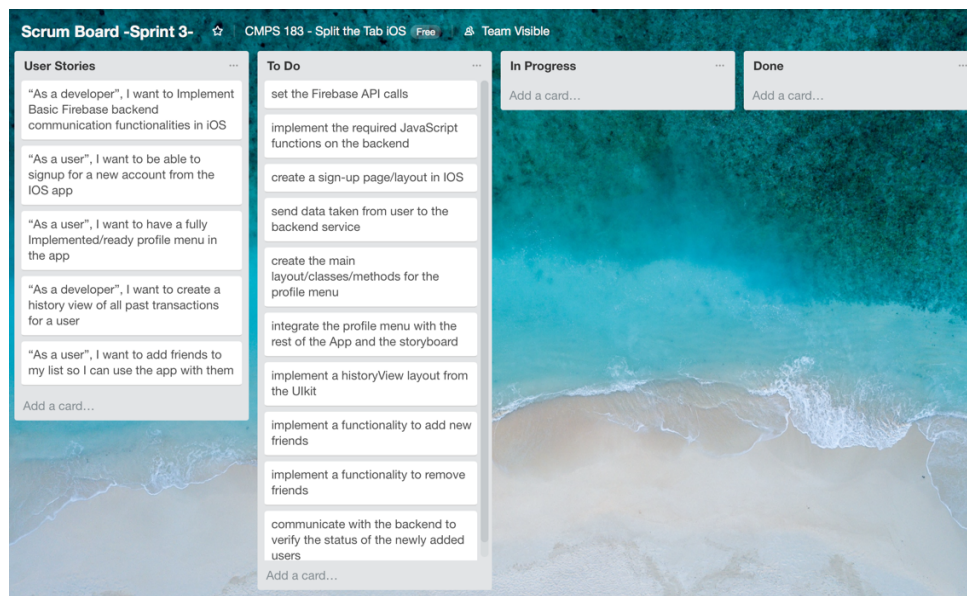 Scrum Board -Sprint 3-
CMPS 183 - Split the Tab iOS
Free
Team Visible
User Stories
“As a developer”, I want to Implement
Basic Firebase backend
communication functionalities in iOS
“As a user”, I want to be able to
signup for a new account from the
IOS app
“As a user”, I want to have a fully
Implemented/ready profile menu in
the app
“As a developer”, I want to create a
history view of all past transactions
for a user
“As a user”, I want to add friends to
my list so I can use the app with them
Add a card…
To Do
set the Firebase API calls
implement the required JavaScript
functions on the backend
create a sign-up page/layout in IOS
send data taken from user to the
backend service
create the main
layout/classes/methods for the
profile menu
integrate the profile menu with the
rest of the App and the storyboard
implement a historyView layout from
the UIkit
implement a functionality to add new
friends
implement a functionality to remove
friends
communicate with the backend to
verify the status of the newly added
users
Add a card…
In Progress
Add a card…
Done
Add a card…